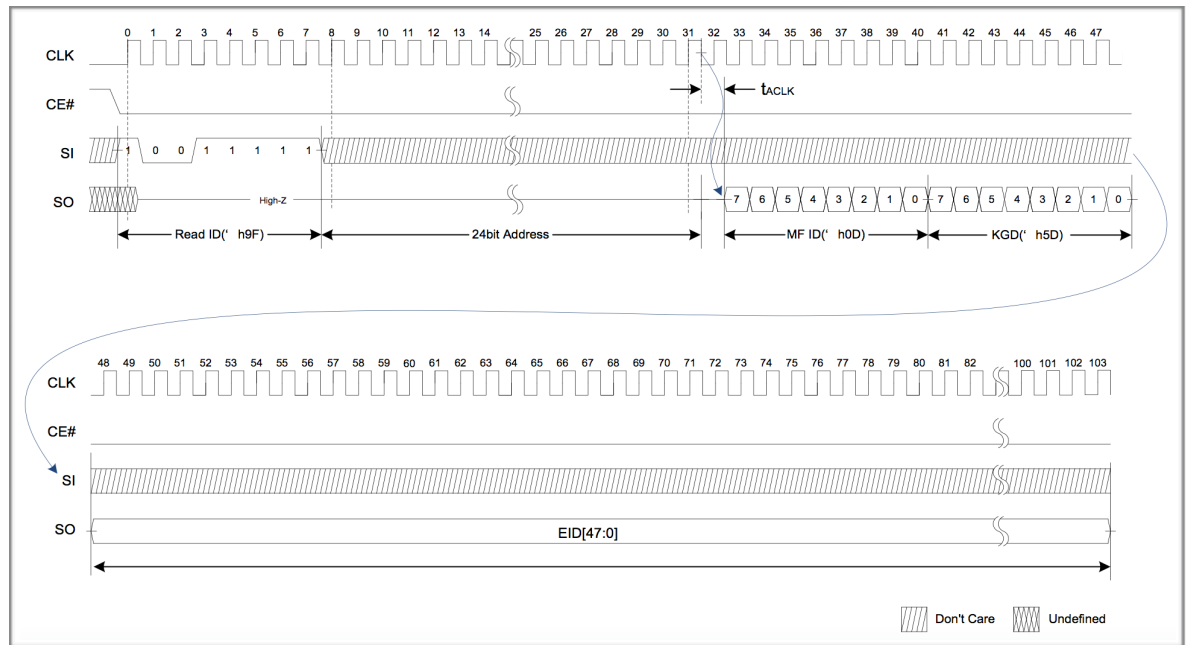 0 1 2 3 4 5 6 7 8 9 10 11 12 13 14 25 26 27 28 29 30 31 32 33 34 35 36 37 38 39 40 41 42 43 44 45 46 47
CLK
tACLK
CE#
SI 1 0 0 1 1 1 1 1
SO High-Z 7 6 5 4 3 2 1 0 7 6 5 4 3 2 1 0
Read ID(‘ h9F) 24bit Address MF ID(‘ h0D) KGD(‘ h5D)
48 49 50 51 52 53 54 55 56 57 58 59 60 61 62 63 64 65 66 67 68 69 70 71 72 73 74 75 76 77 78 79 80 81 82 100 101 102 103
CLK
CE#
SI
SO EID[47:0]
Don't Care Undefined